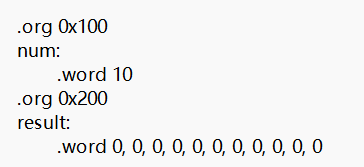 .org 0x100
num:
.word 10
.org 0x200
result:
.word 0, 0, 0, 0, 0, 0, 0, 0, 0, 0, 0